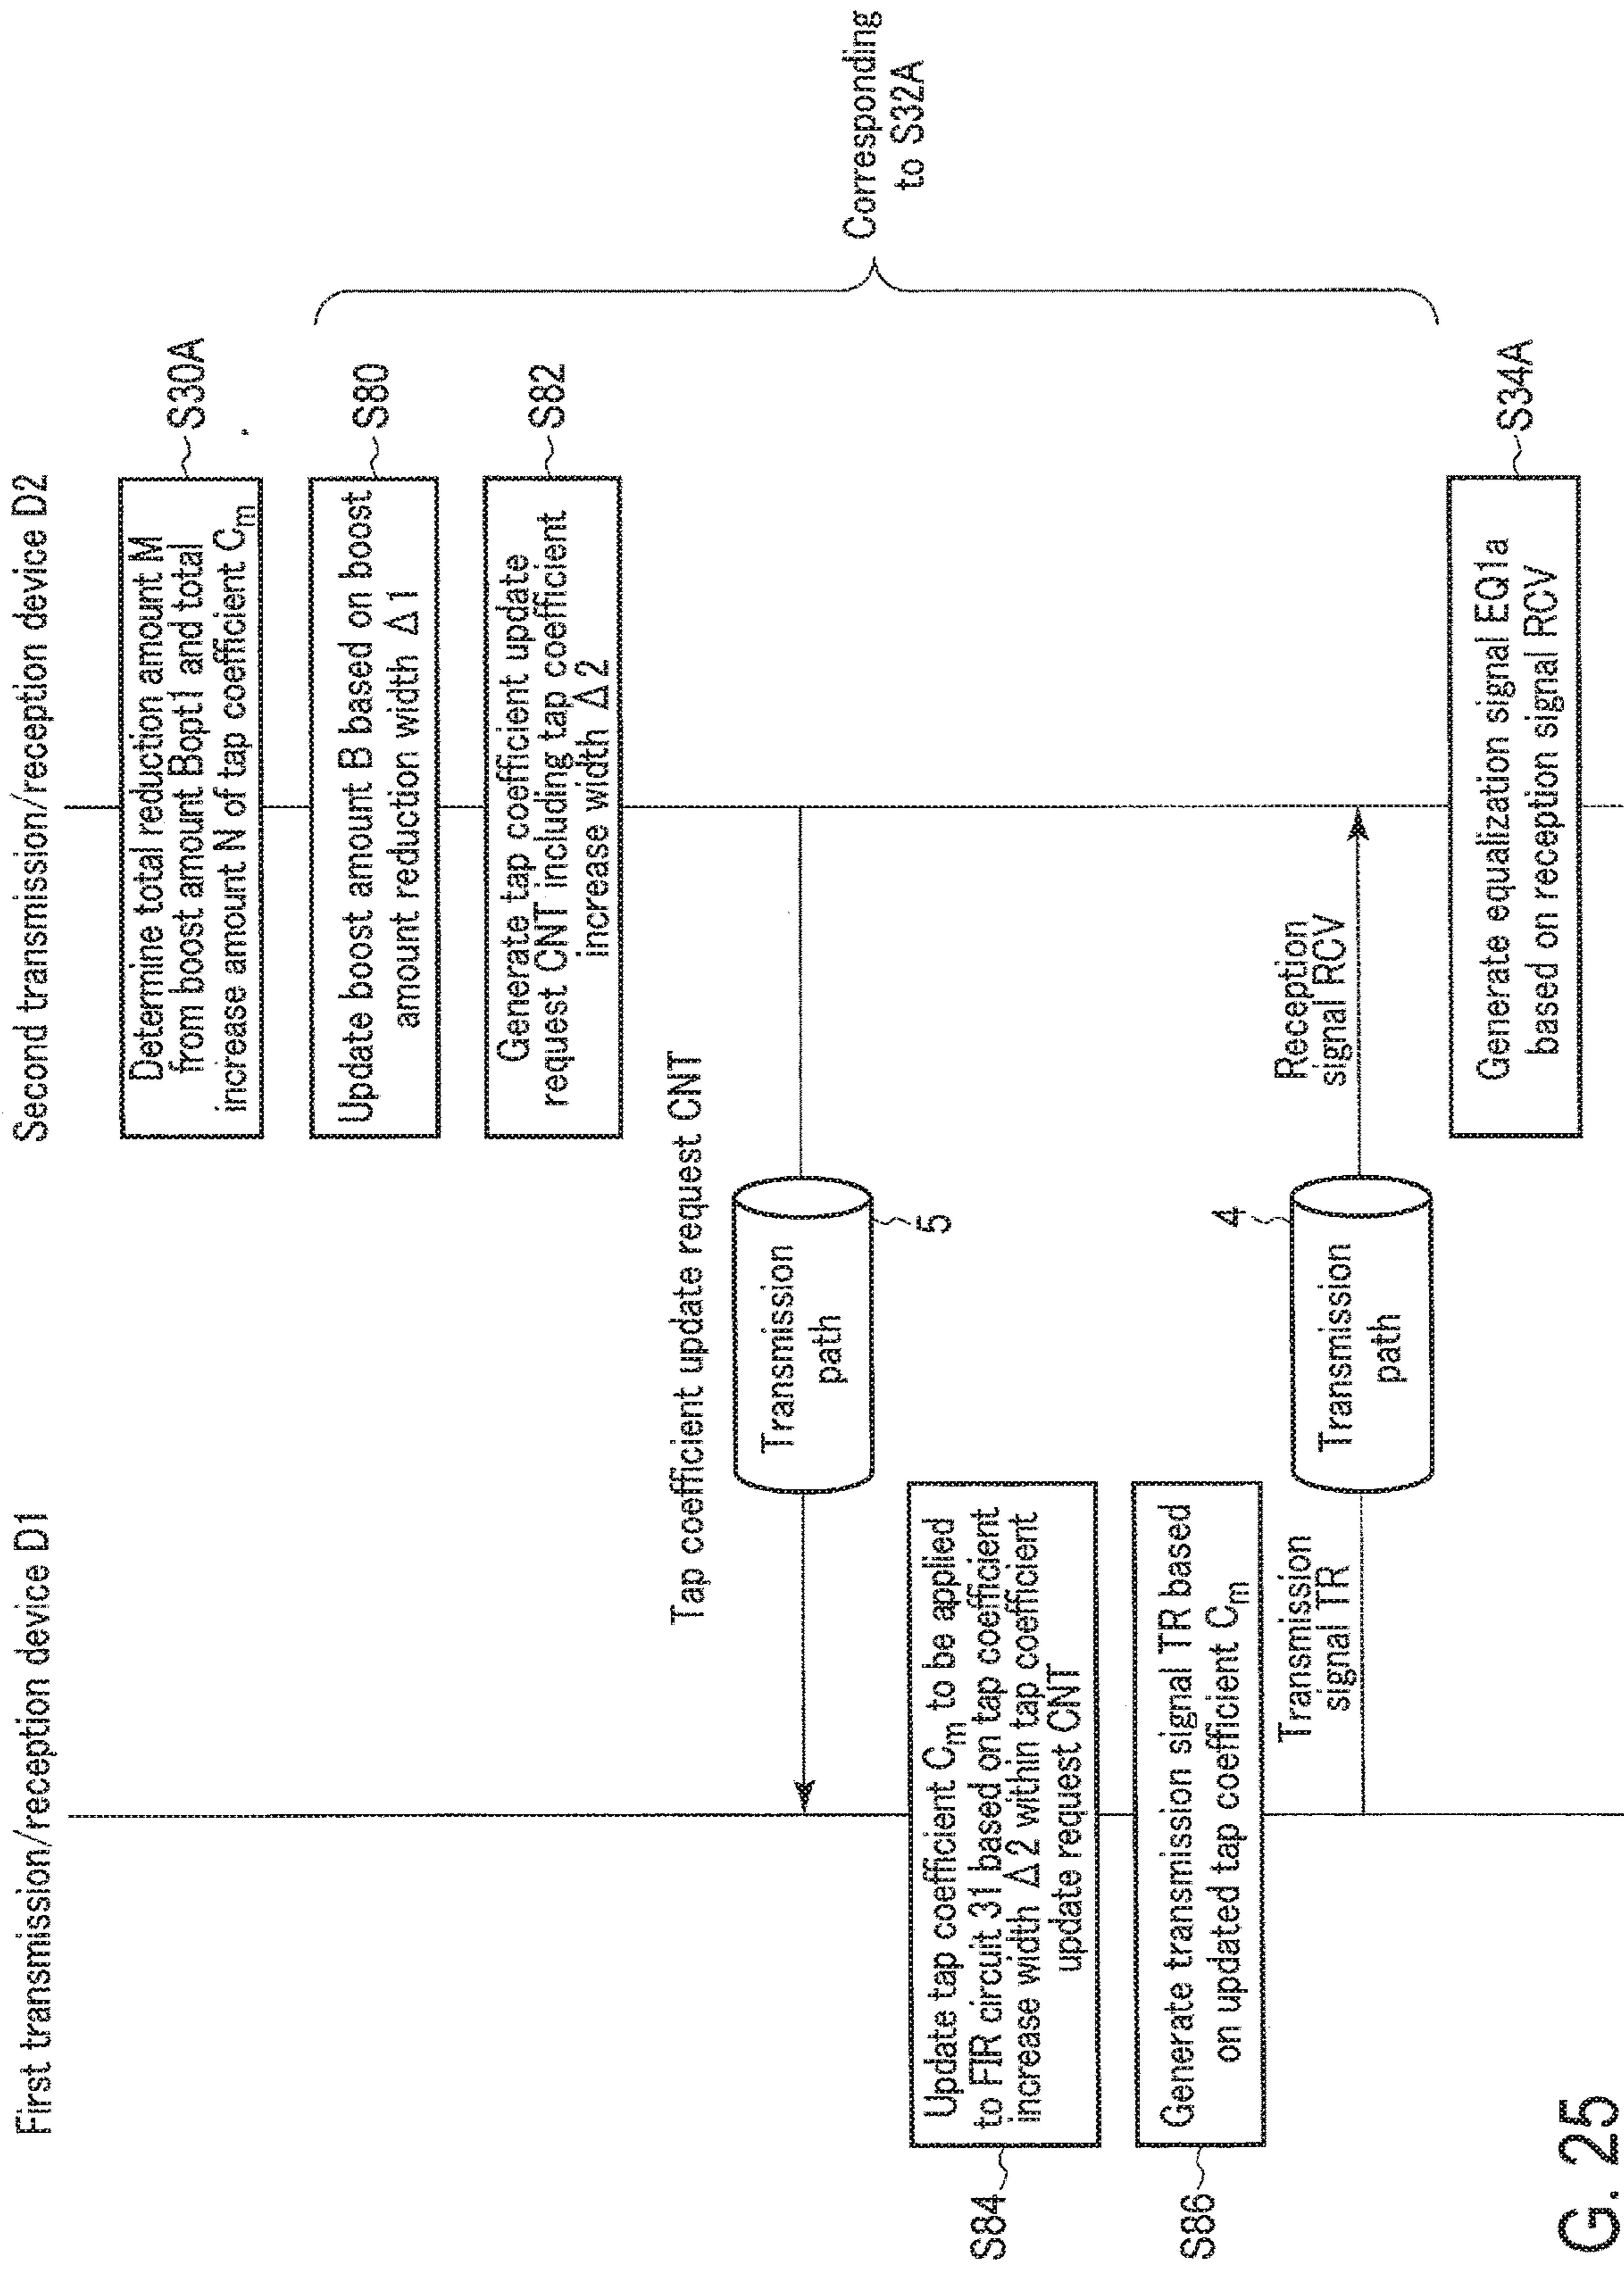 First transmission/reception device D1
Second transmission/reception device D2
Determine total reduction amount M
from boost amount Bopt1 and total
increase amount N of tap coefficient Cm
S30A
Update boost amount B based on boost
amount reduction width Δ1
S80
Generate tap coefficient update
request CNT including tap coefficient
increase width Δ2
S82
Tap coefficient update request CNT
Transmission
path
5
Update tap coefficient Cm to be applied
to FIR circuit 31 based on tap coefficient
increase width Δ2 within tap coefficient
update request CNT
S84
Generate transmission signal TR based
on updated tap coefficient Cm
S86
Transmission
signal TR
Transmission
path
4
Reception
signal RCV
Corresponding
to S32A
Generate equalization signal EQ1a
based on reception signal RCV
S34A
G. 25